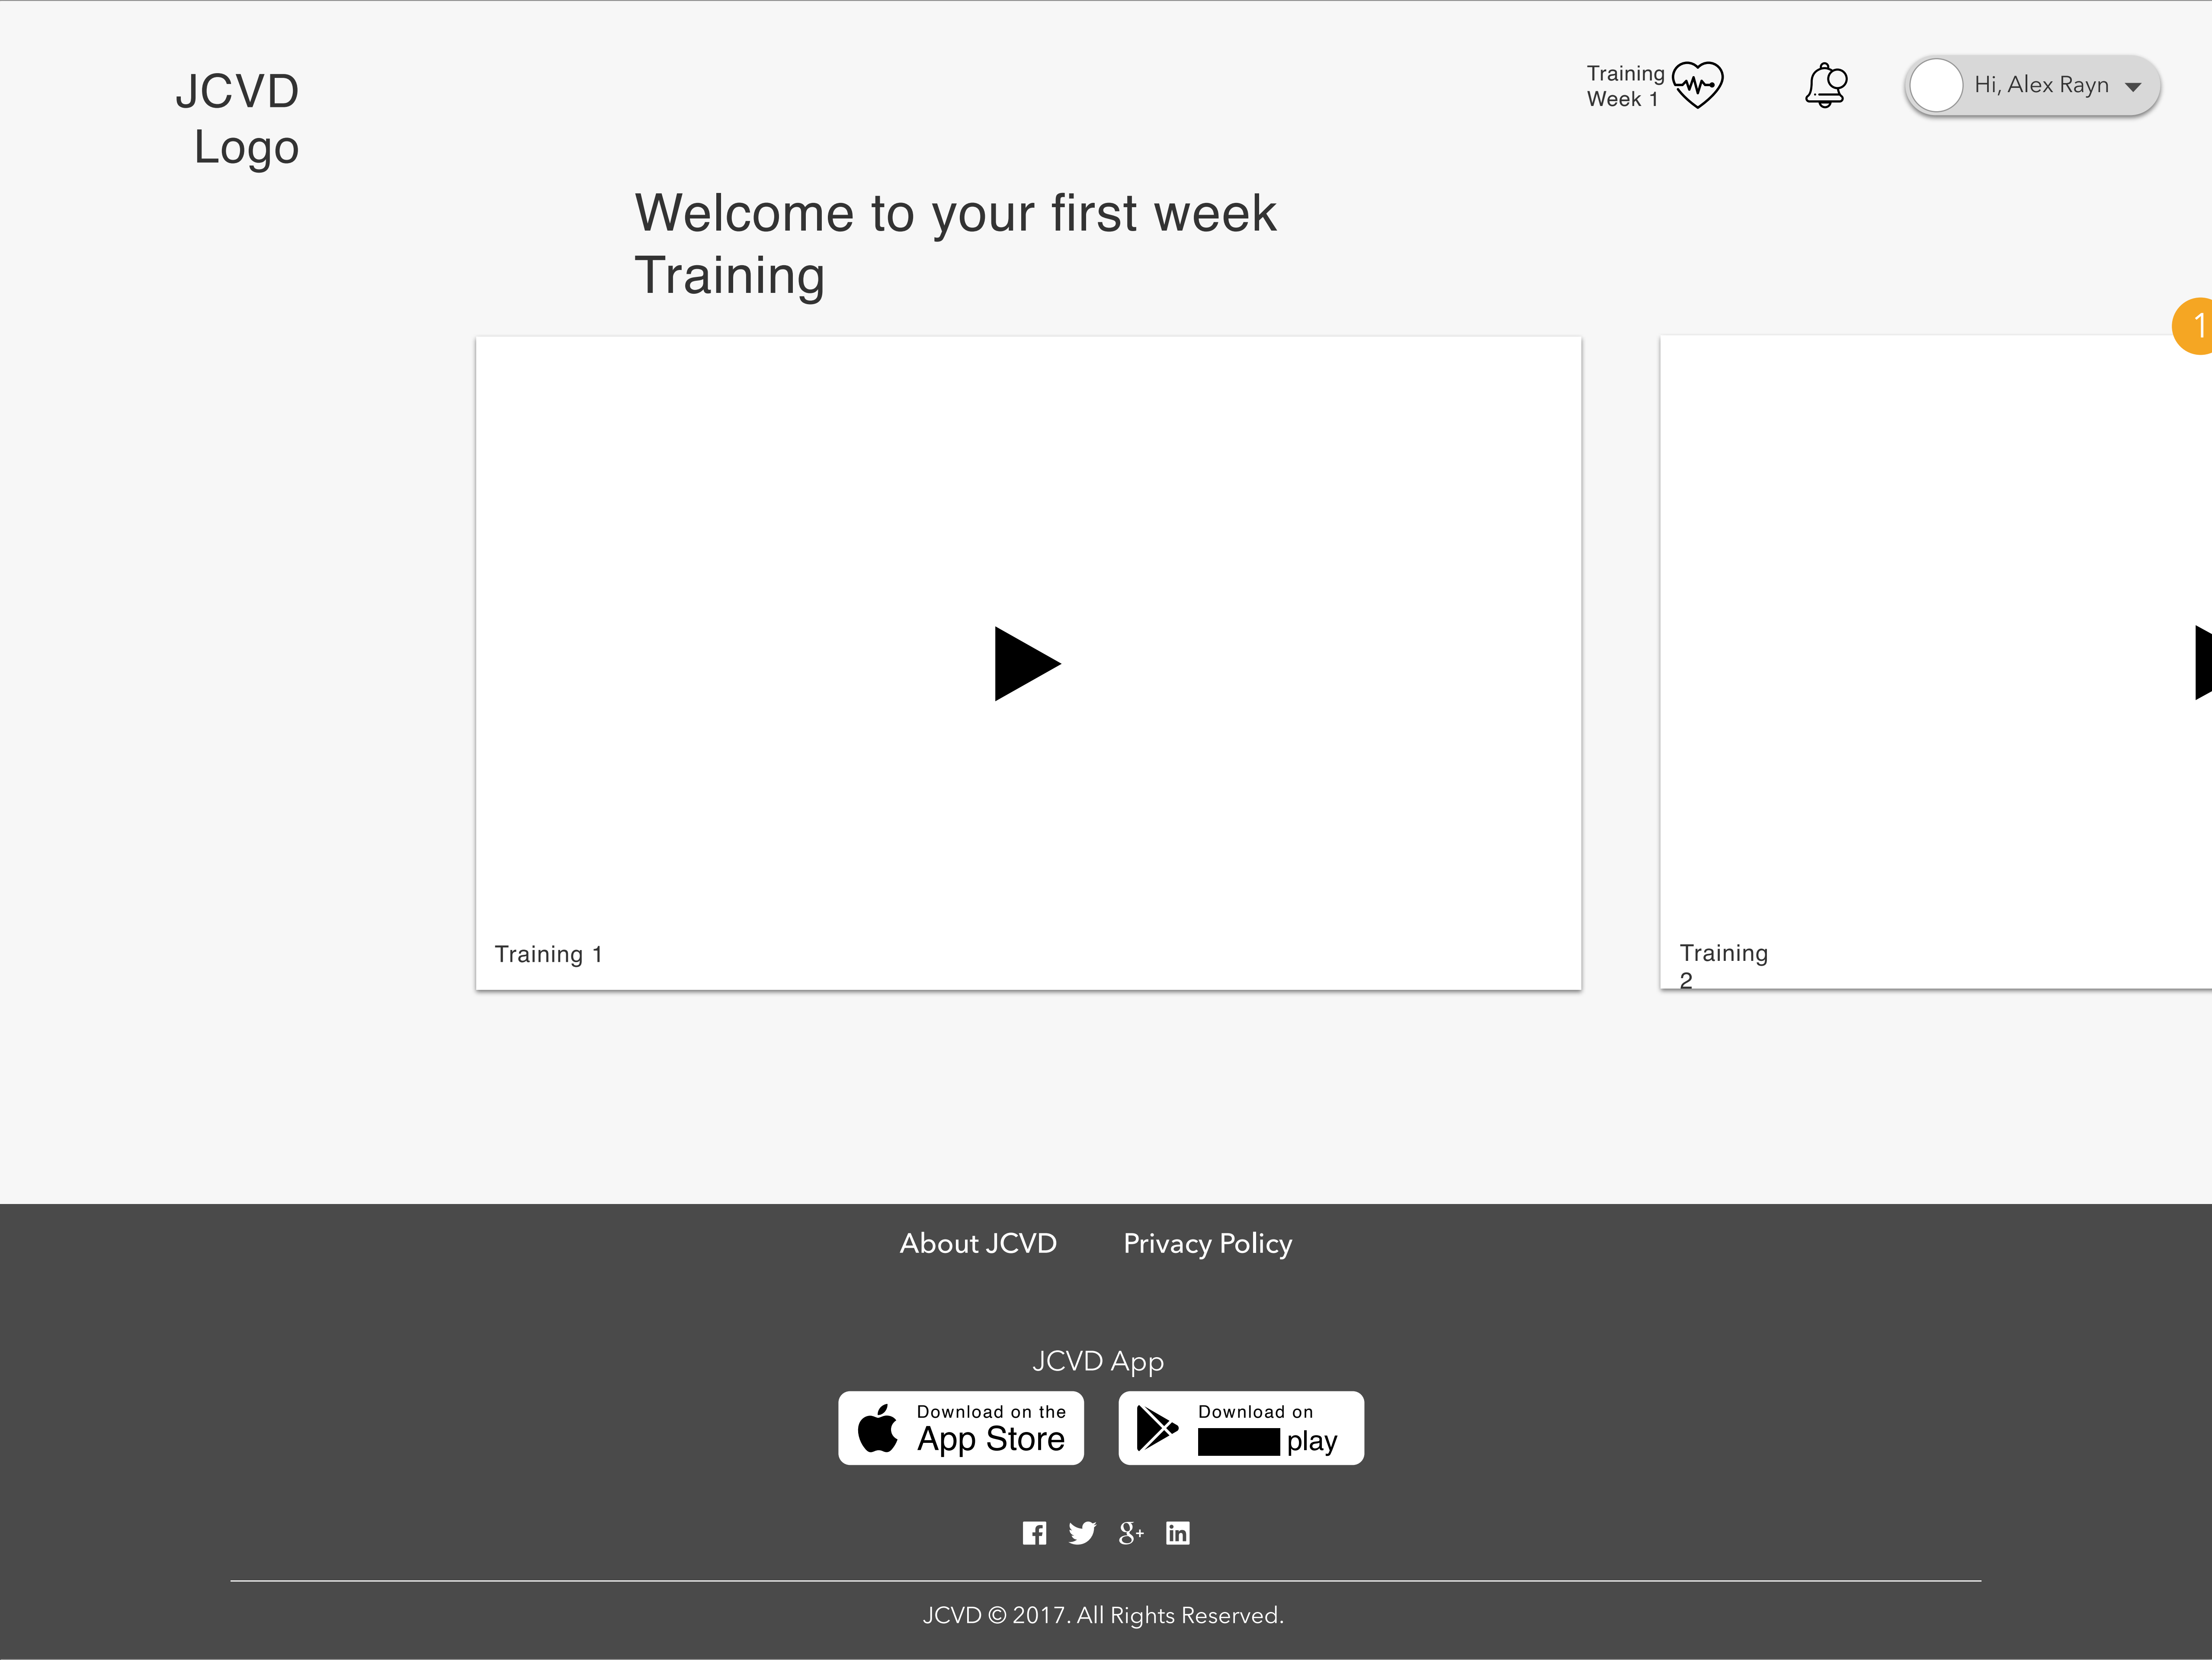 JCVD
Logo
Training
Week 1
Hi, Alex Rayn
Welcome to your first week
Training
1
Training 1
Training
2
About JCVD
Privacy Policy
JCVD App
Download on the
App Store
Download on
play
f
g+
in
JCVD © 2017. All Rights Reserved.